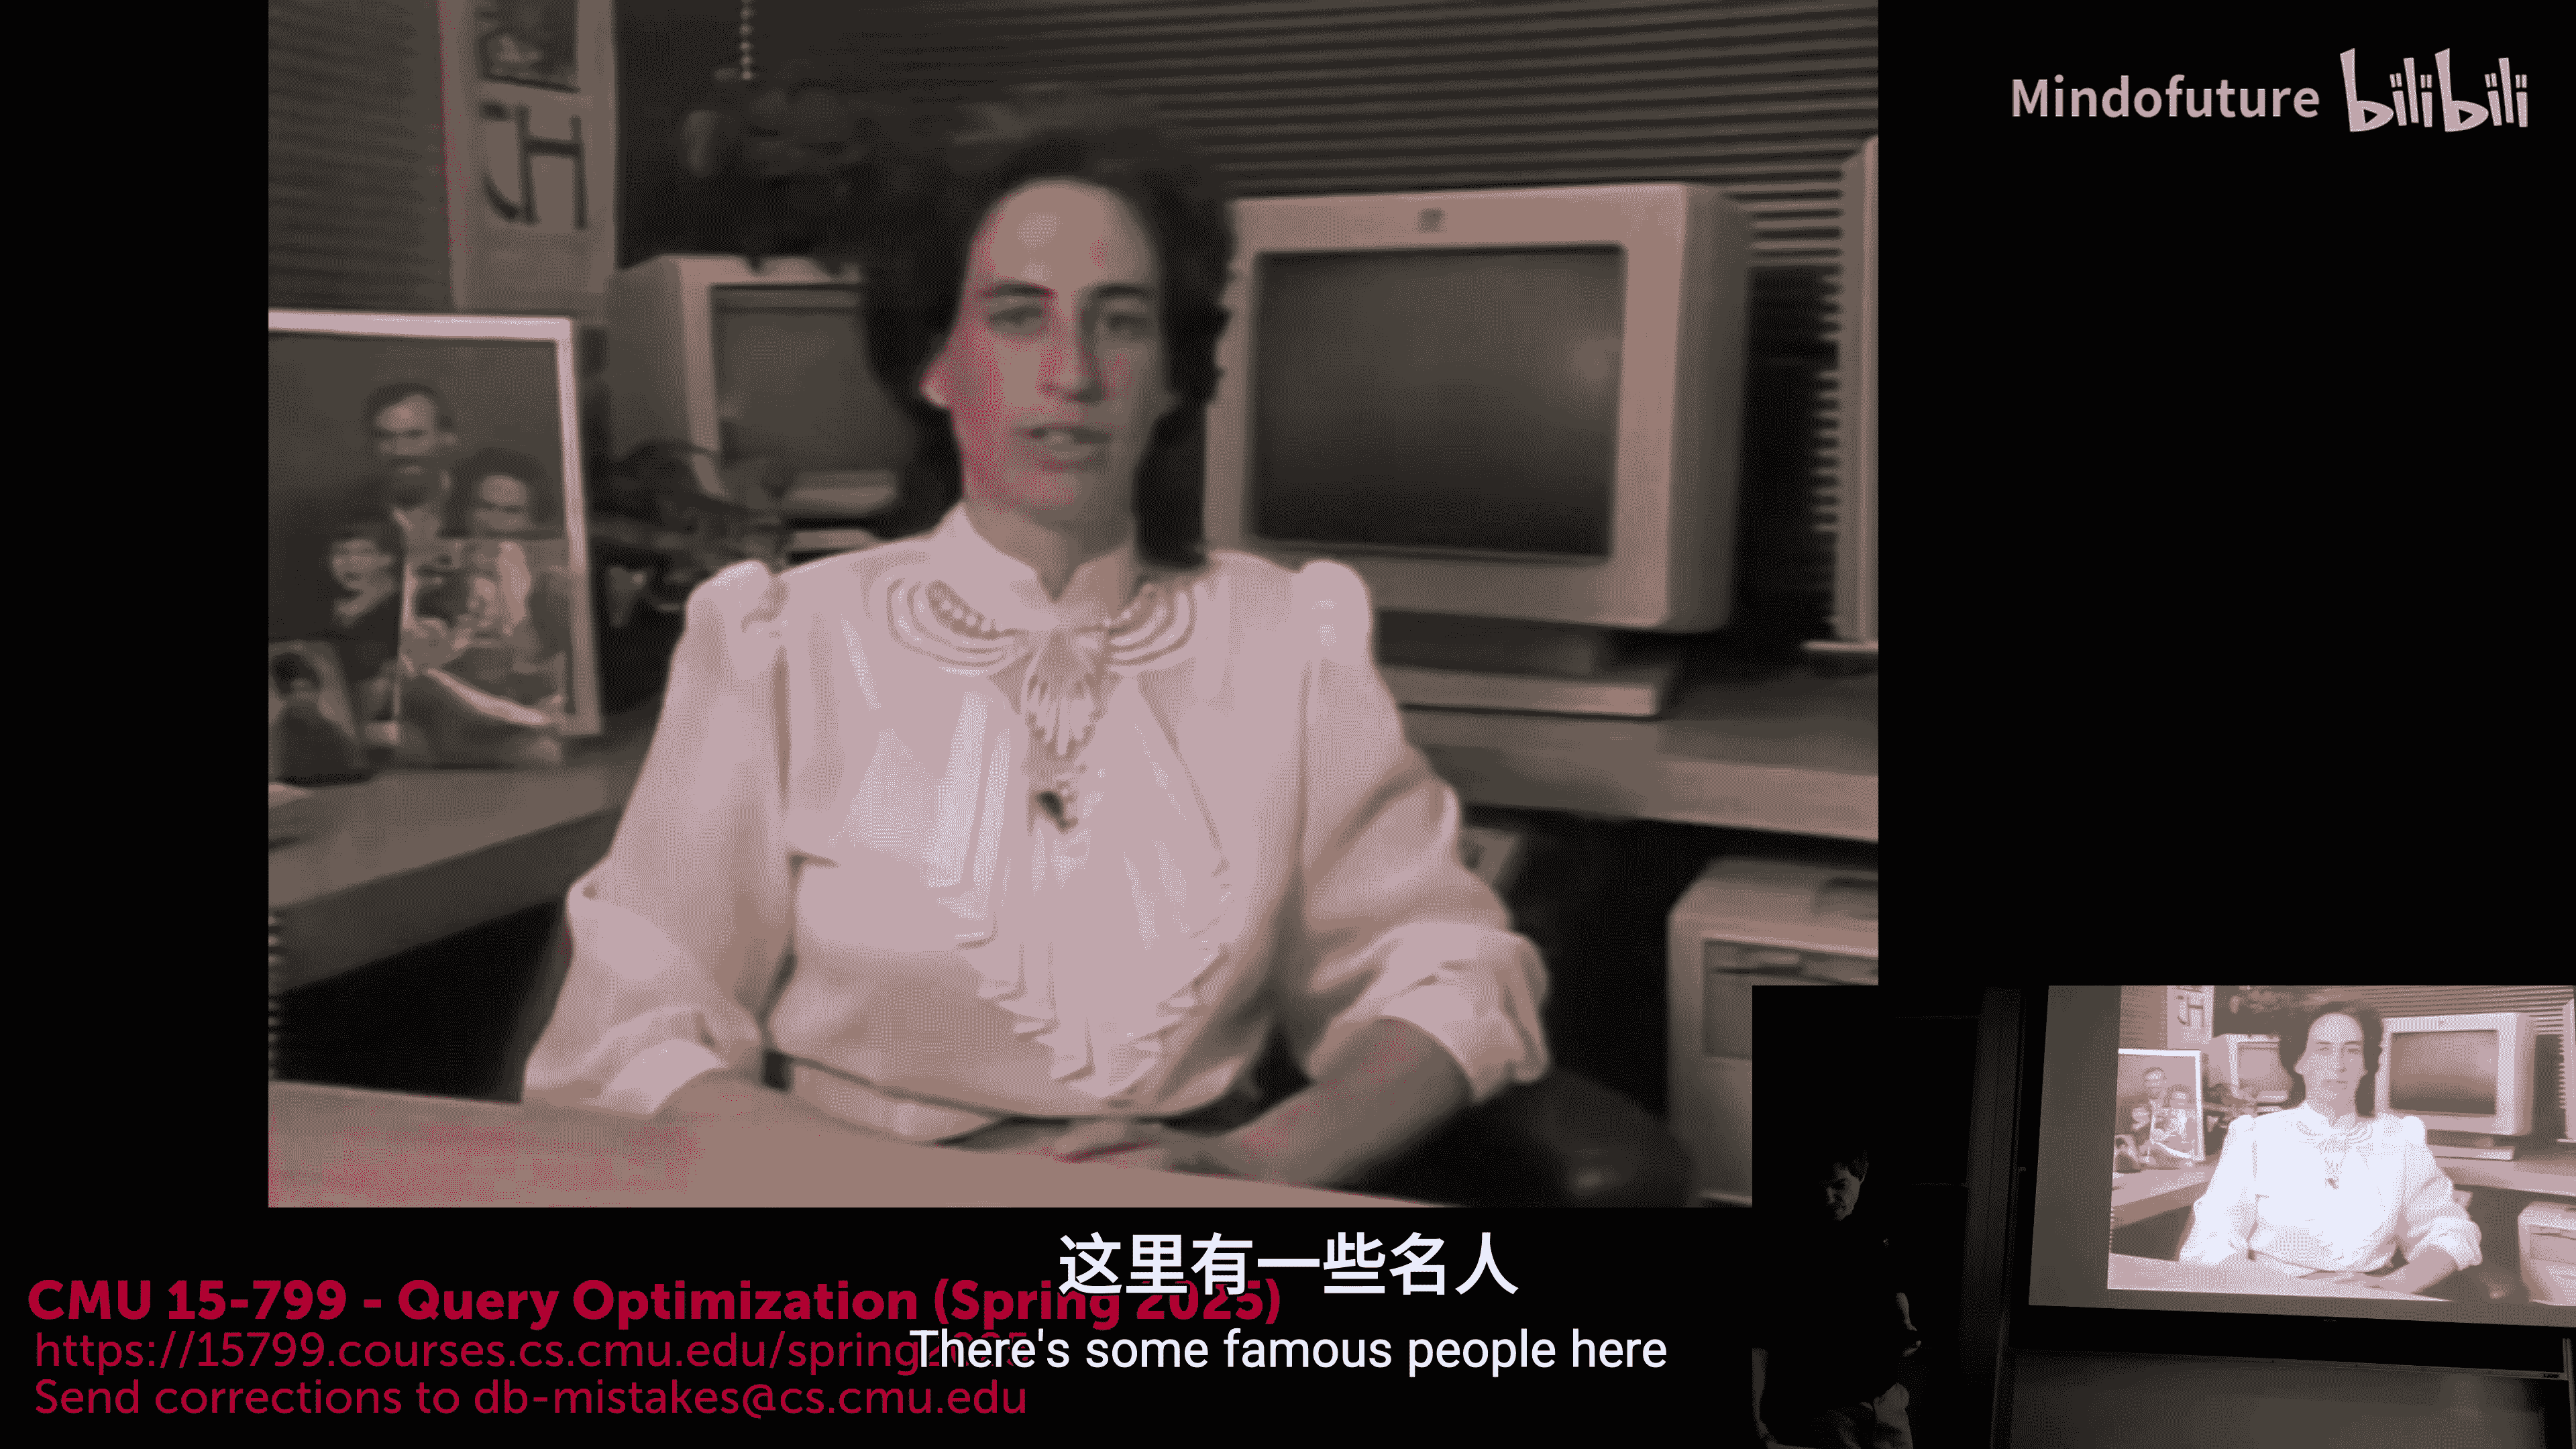 Mindofuture bilibili
这里有一些名人
CMU 15-799 - Query Optimization (Spring 2025)
There's some famous people here
https://15799.courses.cs.cmu.edu/spring2025
Send corrections to db-mistakes@cs.cmu.edu